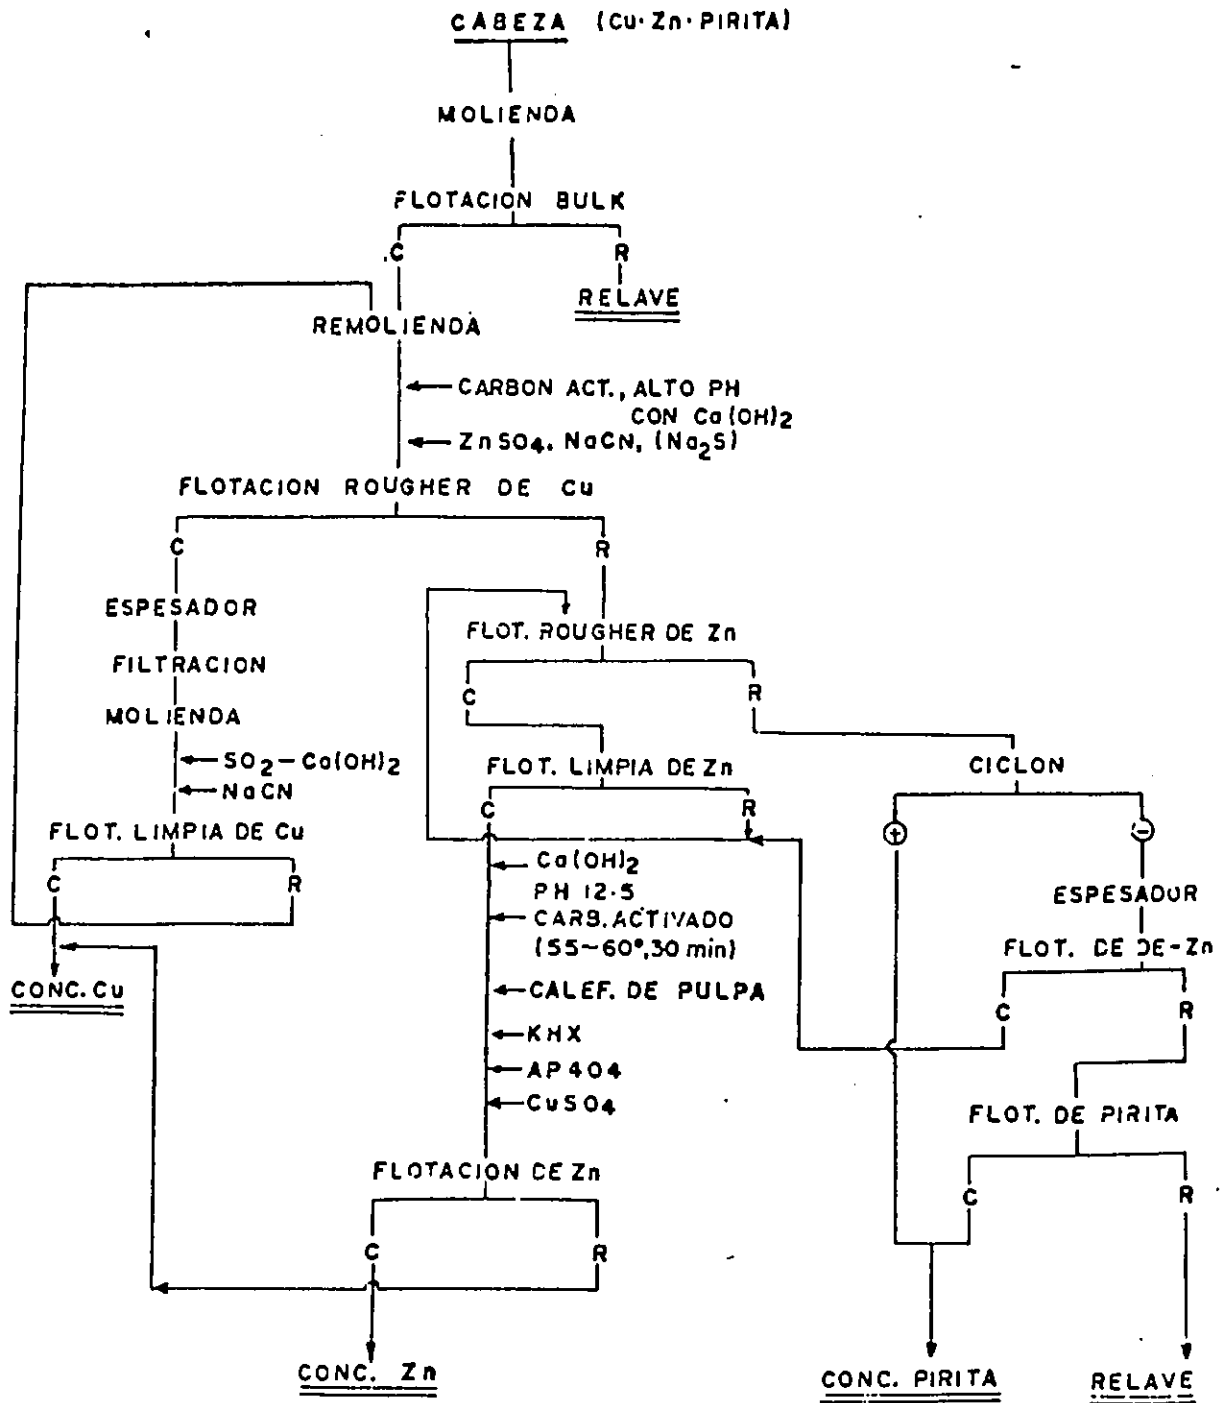 CABEZA (Cu·Zn·PIRITA)
MOLIENDA
FLOTACION BULK
C
R
RELAVE
REMOLIENDA
CARBON ACT., ALTO PH
CON Ca(OH)2
ZnSO4, NaCN, (Na2S)
FLOTACION ROUGHER DE Cu
C
R
ESPESADOR
FILTRACION
MOLIENDA
SO2-Ca(OH)2
NaCN
FLOT. LIMPIA DE Cu
C
R
CONC. Cu
FLOT. ROUGHER DE Zn
C
R
FLOT. LIMPIA DE Zn
C
R
Ca(OH)2
PH 12.5
CARB. ACTIVADO
(55~60°, 30 min)
CALEF. DE PULPA
KHX
AP404
CuSO4
FLOTACION DE Zn
C
R
CONC. Zn
CICLON
+
-
ESPESADOR
FLOT. DE DE-Zn
C
R
FLOT. DE PIRITA
C
R
CONC. PIRITA
RELAVE